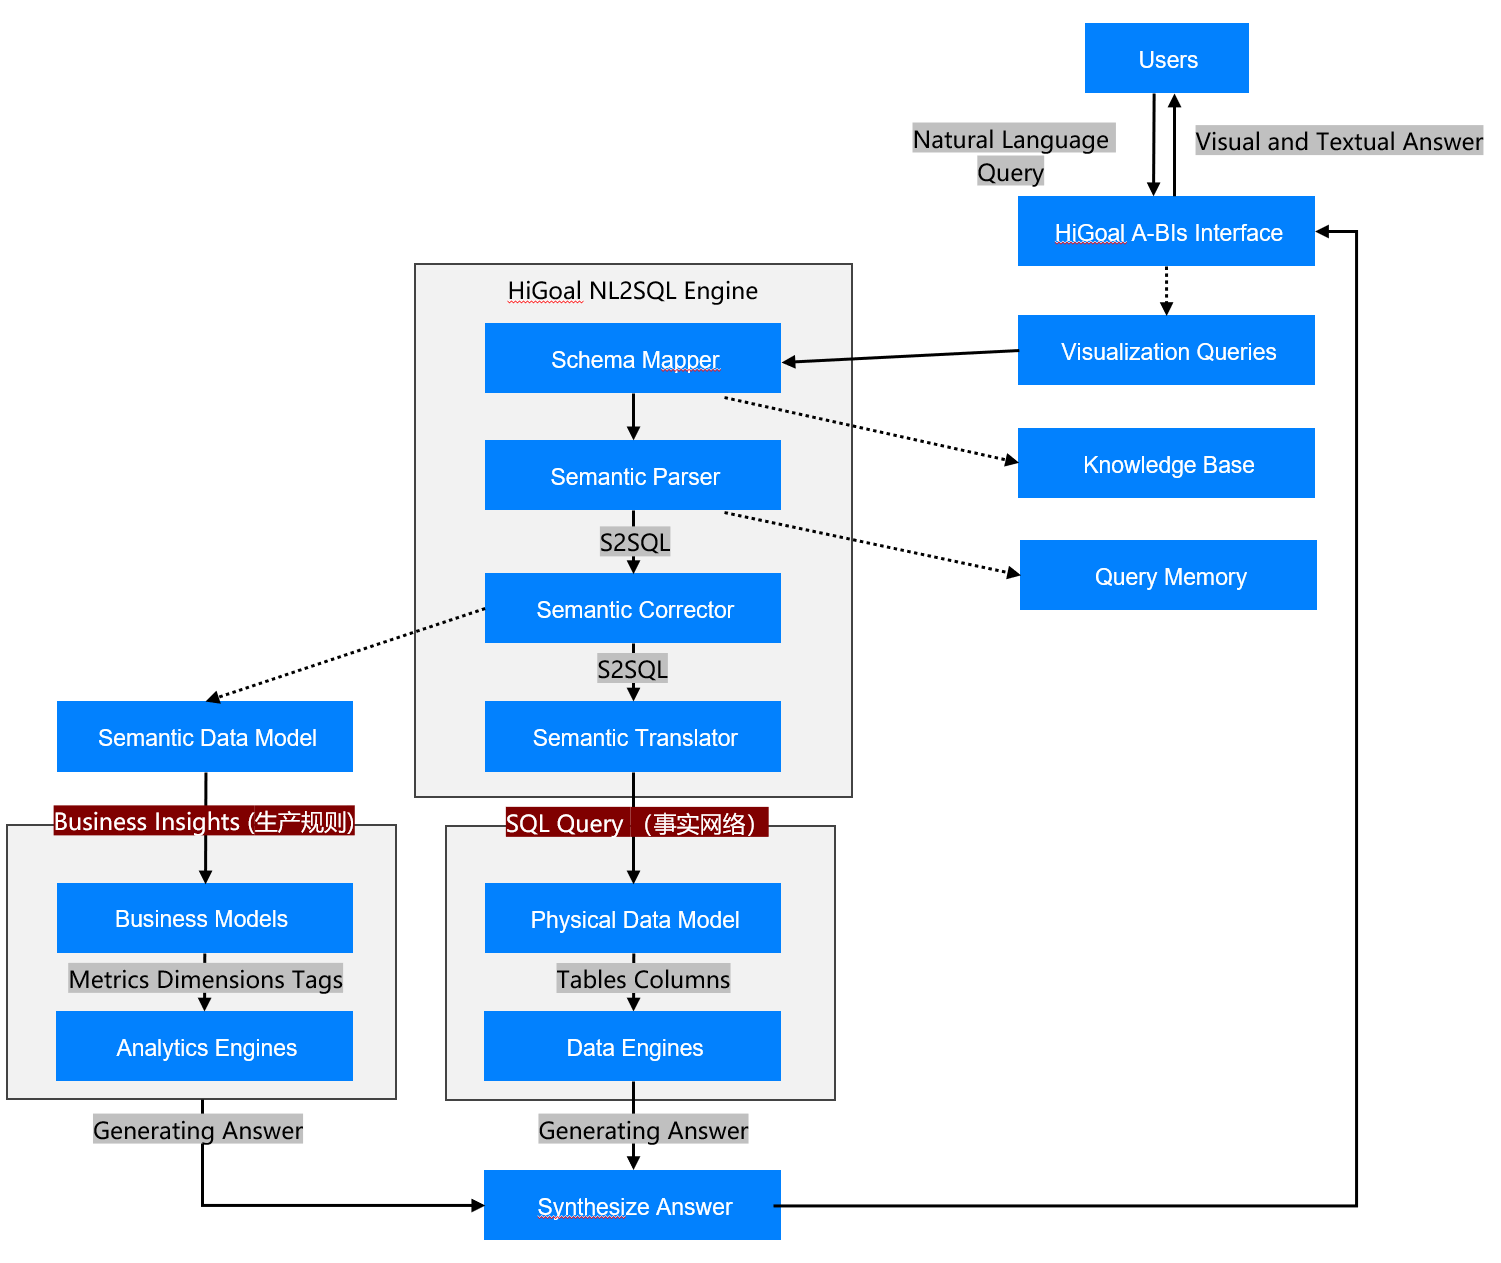 Users
Natural Language
Query
Visual and Textual Answer
HiGoal A-BIs Interface
HiGoal NL2SQL Engine
Schema Mapper
Visualization Queries
Knowledge Base
Semantic Parser
S2SQL
Query Memory
Semantic Corrector
S2SQL
Semantic Data Model
Semantic Translator
Business Insights (生产规则)
SQL Query （事实网络）
Business Models
Physical Data Model
Metrics Dimensions Tags
Tables Columns
Analytics Engines
Data Engines
Generating Answer
Generating Answer
Synthesize Answer